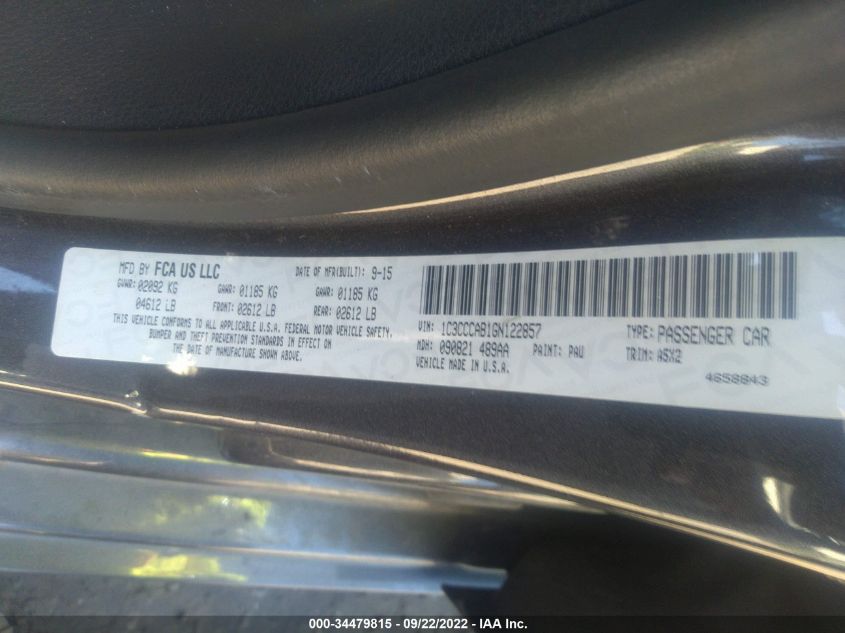 MFD BY FCA US LLC
DATE OF MFR(BUILT): 9-15
GVWR: 02092 KG GAWR: 01185 KG GAWR: 01185 KG
04612 LB FRONT: 02612 LB REAR: 02612 LB
THIS VEHICLE CONFORMS TO ALL APPLICABLE U.S.A. FEDERAL MOTOR VEHICLE SAFETY,
BUMPER AND THEFT PREVENTION STANDARDS IN EFFECT ON
THE DATE OF MANUFACTURE SHOWN ABOVE.
VIN: 1C3CCCAB1GN122857 TYPE: PASSENGER CAR
MDH: 090821 489AA PAINT: PAU TRIM: A5X2
VEHICLE MADE IN U.S.A.
4658843
000-34479815 • 09/22/2022 • IAA Inc.